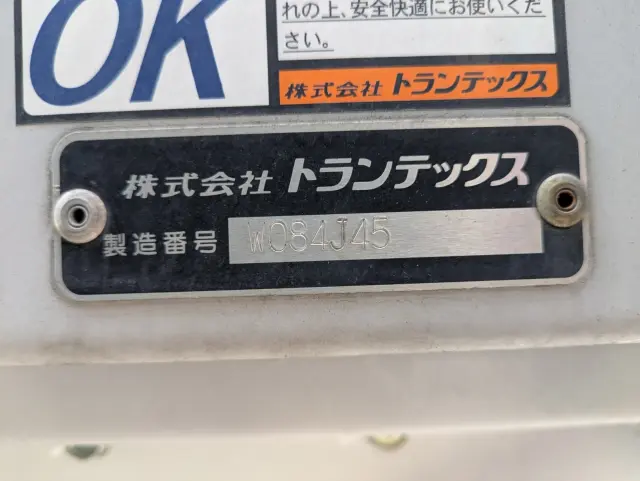 れの上、安全快適にお使いくだ
さい。
OK
株式会社 トランテックス
株式会社 トランテックス
製造番号 W084J45